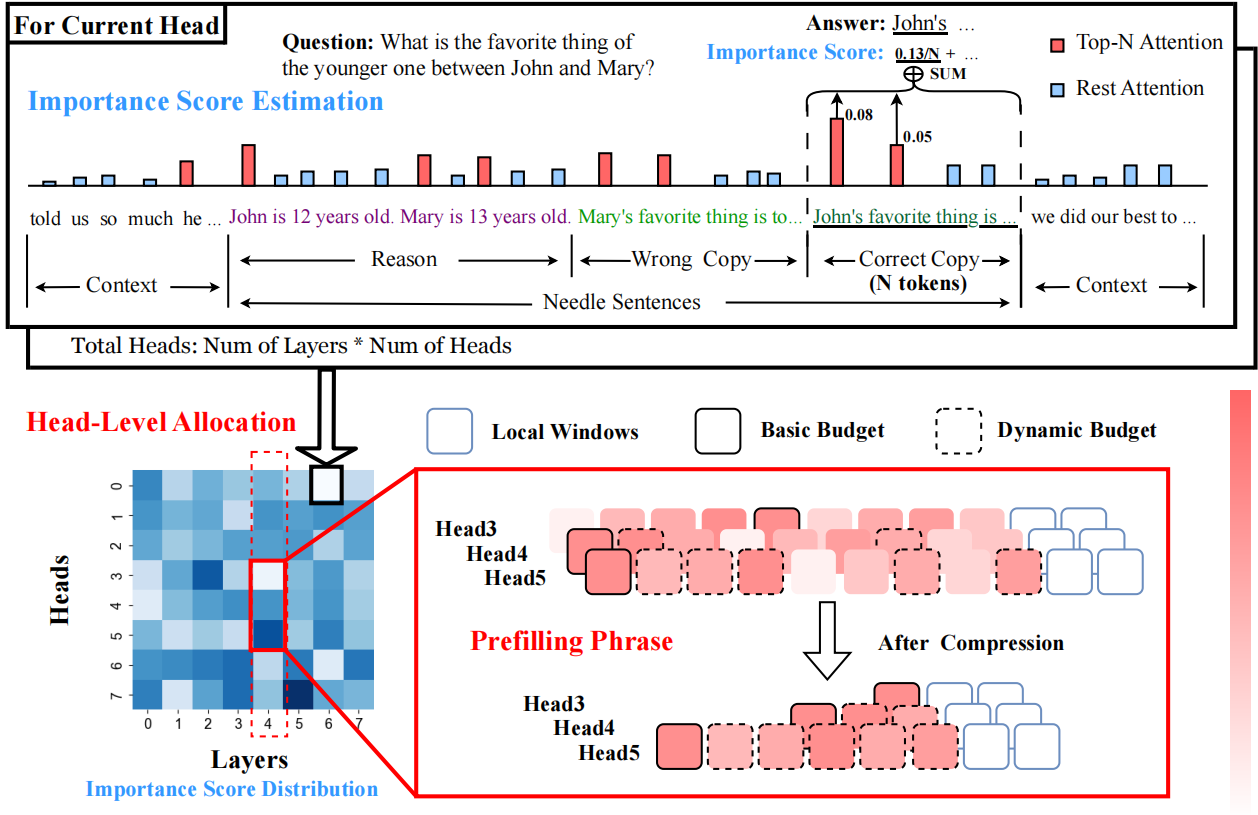 For Current Head
Question: What is the favorite thing of
the younger one between John and Mary?
Answer: John's ...
Importance Score: 0.13/N + ...
SUM
Top-N Attention
Rest Attention
Importance Score Estimation
0.08
0.05
told us so much he ... John is 12 years old. Mary is 13 years old. Mary's favorite thing is to... John's favorite thing is ... we did our best to ...
Reason
Wrong Copy
Correct Copy
(N tokens)
Context
Context
Needle Sentences
Total Heads: Num of Layers * Num of Heads
Head-Level Allocation
Local Windows
Basic Budget
Dynamic Budget
Heads
0
1
2
3
4
5
6
7
0 1 2 3 4 5 6 7
Layers
Importance Score Distribution
Head3
Head4
Head5
Prefilling Phrase
After Compression
Head3
Head4
Head5